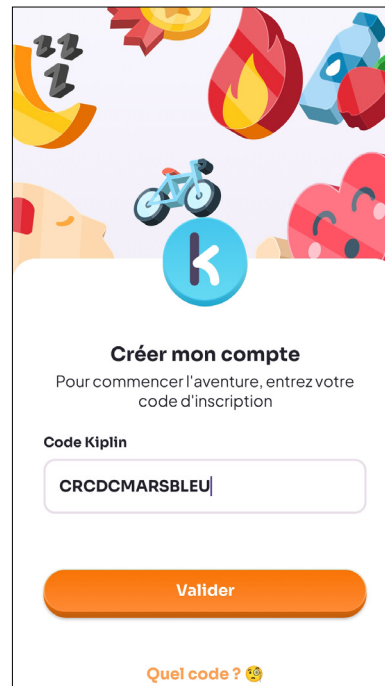 Créer mon compte
Pour commencer l'aventure, entrez votre
code d'inscription
Code Kiplin
CRCDCMARSBLEU
Valider
Quel code ? 🧐